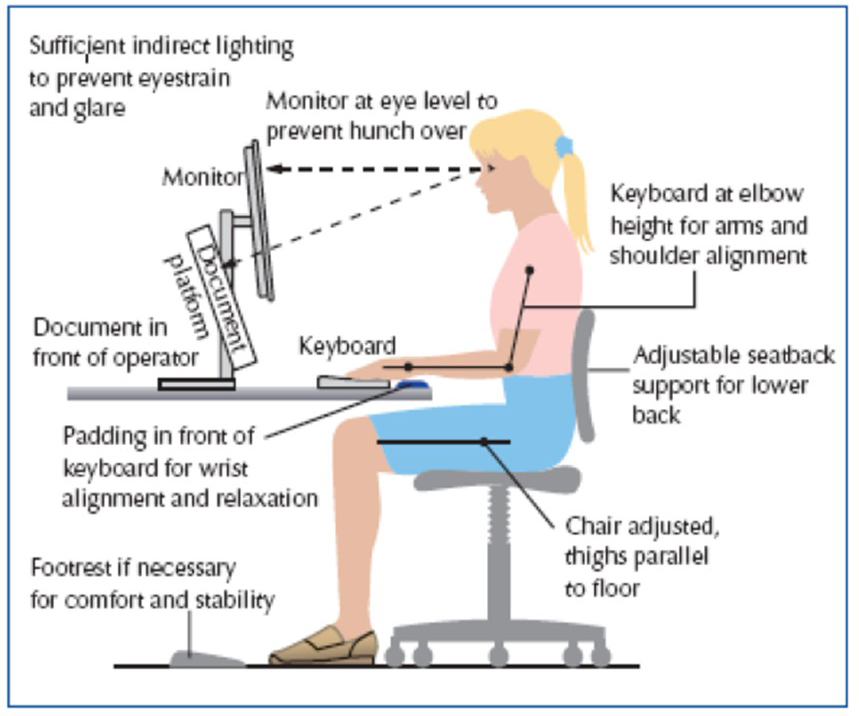 Sufficient indirect lighting
to prevent eyestrain
and glare
Monitor at eye level to
prevent hunch over
Monitor
Keyboard at elbow
height for arms and
shoulder alignment
Document
platform
Document in
front of operator
Keyboard
Adjustable seatback
support for lower
back
Padding in front of
keyboard for wrist
alignment and relaxation
Chair adjusted,
thighs parallel
to floor
Footrest if necessary
for comfort and stability